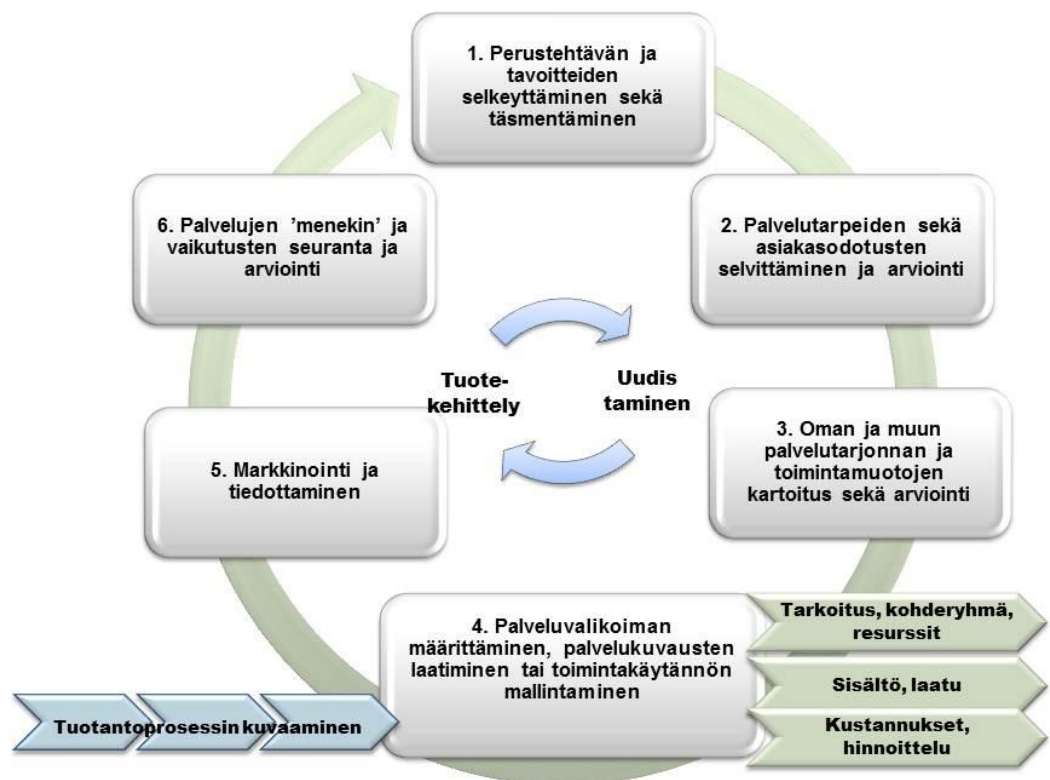 1. Perustehtävän ja
tavoitteiden
selkeyttäminen sekä
täsmentäminen
2. Palvelutarpeiden sekä
asiakasodotusten
selvittäminen ja arviointi
3. Oman ja muun
palvelutarjonnan ja
toimintamuotojen
kartoitus sekä arviointi
4. Palveluvalikoiman
määrittäminen, palvelukuvausten
laatiminen tai toimintakäytännön
mallintaminen
Tarkoitus, kohderyhmä,
resurssit
Sisältö, laatu
Kustannukset,
hinnoittelu
Tuotantoprosessin kuvaaminen
5. Markkinointi ja
tiedottaminen
6. Palvelujen ’menekin’ ja
vaikutusten seuranta ja
arviointi
Tuote-
kehittely
Uudis
taminen